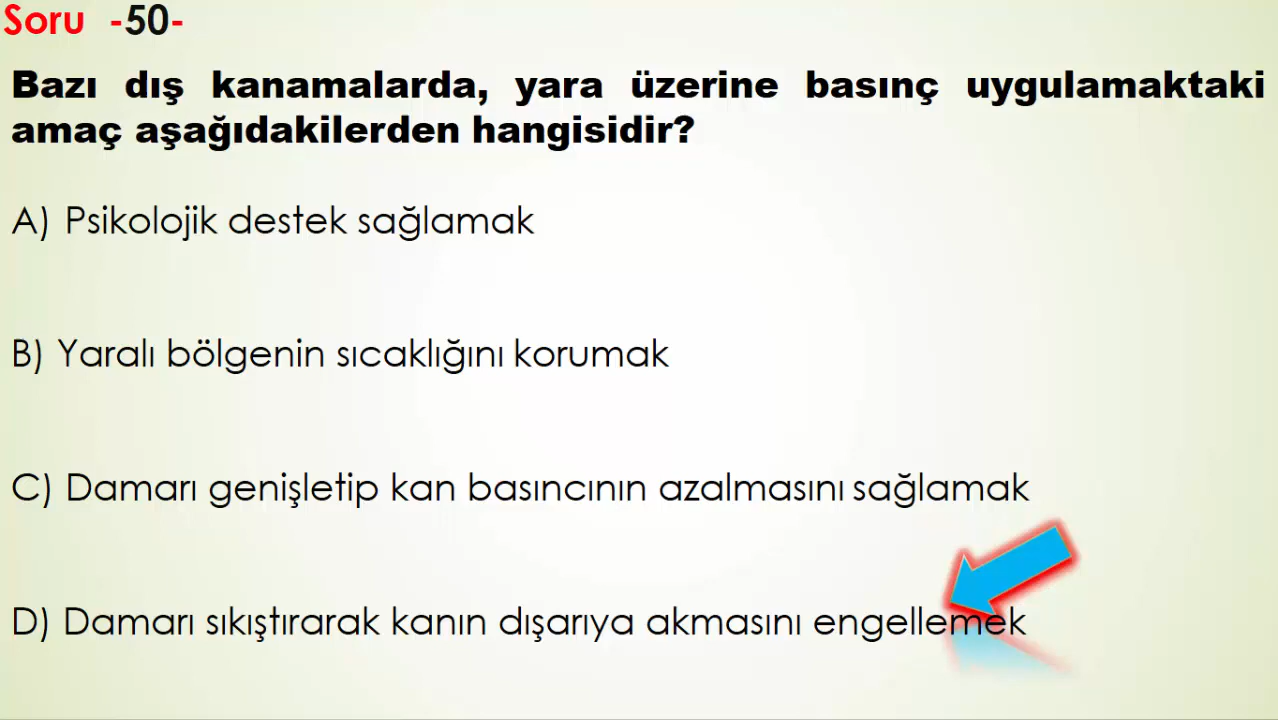 Soru -50-
Bazı dış kanamalarda, yara üzerine basınç uygulamaktaki
amaç aşağıdakilerden hangisidir?
A) Psikolojik destek sağlamak
B) Yaralı bölgenin sıcaklığını korumak
C) Damarı genişletip kan basıncının azalmasını sağlamak
D) Damarı sıkıştırarak kanın dışarıya akmasını engellemek